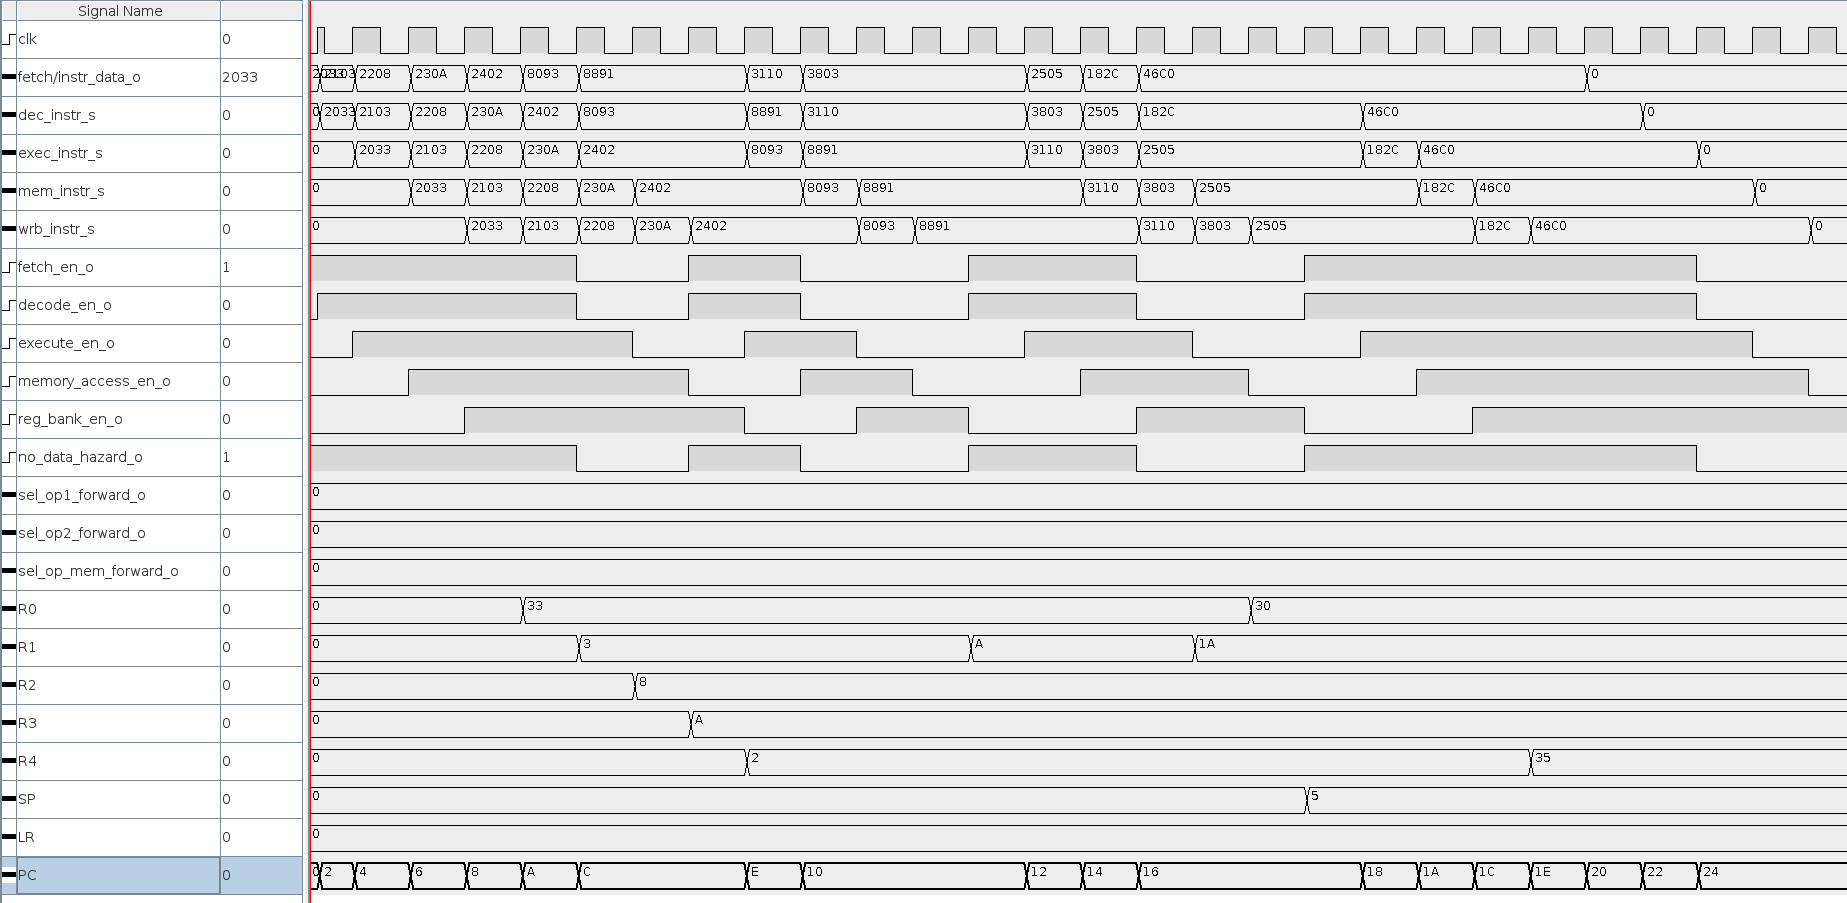 Signal Name
clk 0
fetch/instr_data_o 2033 2208 230A 2402 8093 8891 3110 3803 2505 182C 46C0 0
dec_instr_s 0 0 2033 2103 2208 230A 2402 8093 8891 3110 3803 2505 182C 46C0 0
exec_instr_s 0 0 2033 2103 2208 230A 2402 8093 8891 3110 3803 2505 182C 46C0 0
mem_instr_s 0 0 2033 2103 2208 230A 2402 8093 8891 3110 3803 2505 182C 46C0 0
wrb_instr_s 0 0 2033 2103 2208 230A 2402 8093 8891 3110 3803 2505 182C 46C0 0
fetch_en_o 1
decode_en_o 0
execute_en_o 0
memory_access_en_o 0
reg_bank_en_o 0
no_data_hazard_o 1
sel_op1_forward_o 0 0
sel_op2_forward_o 0 0
sel_op_mem_forward_o 0 0
R0 0 0 33 30
R1 0 0 3 A 1A
R2 0 0 8
R3 0 0 A
R4 0 0 2 35
SP 0 0 5
LR 0 0
PC 0 0 2 4 6 8 A C E 10 12 14 16 18 1A 1C 1E 20 22 24